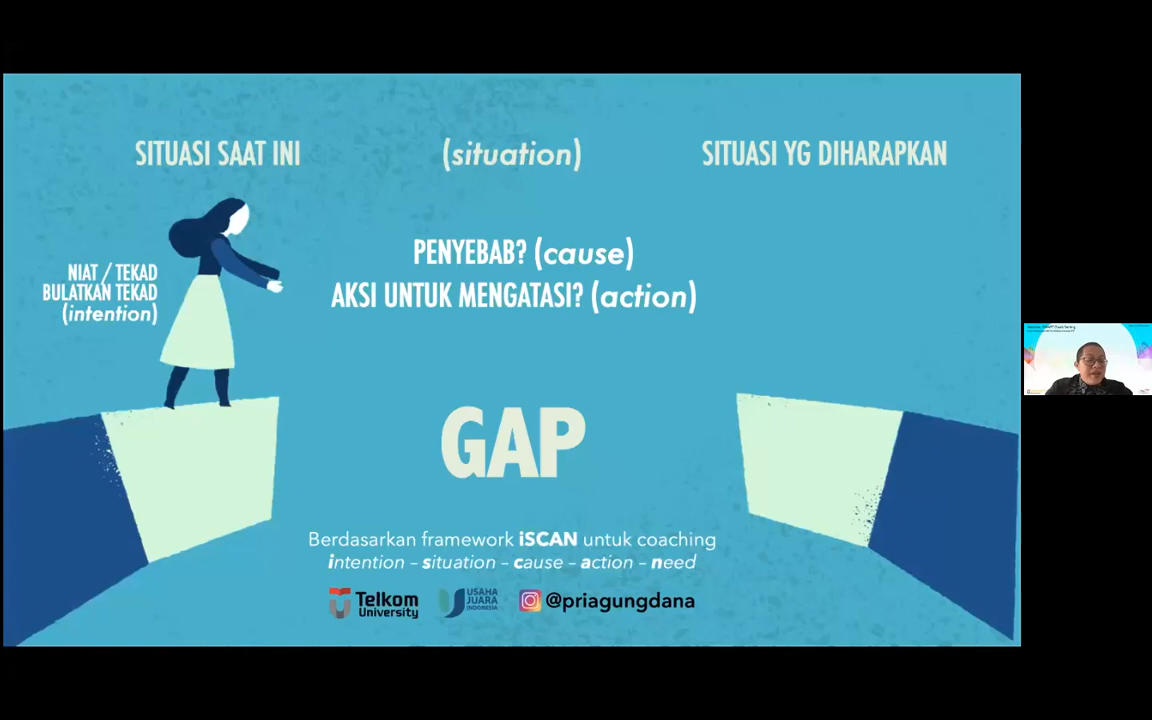 SITUASI SAAT INI
(situation)
SITUASI YG DIHARAPKAN
NIAT / TEKAD
BULATKAN TEKAD
(intention)
PENYEBAB? (cause)
AKSI UNTUK MENGATASI? (action)
GAP
Berdasarkan framework iSCAN untuk coaching
intention – situation – cause – action – need
Telkom
University
USAHA
JUARA
INDONESIA
@priagungdana